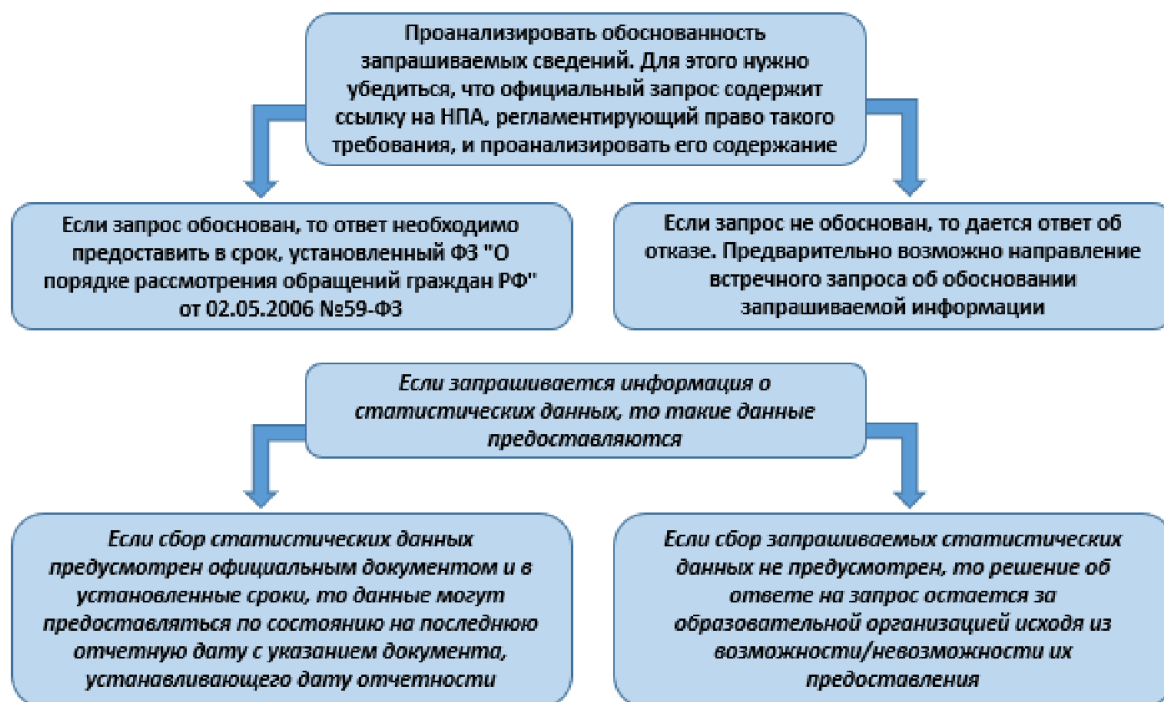 Проанализировать обоснованность
запрашиваемых сведений. Для этого нужно
убедиться, что официальный запрос содержит
ссылку на НПА, регламентирующий право такого
требования, и проанализировать его содержание
Если запрос обоснован, то ответ необходимо
предоставить в срок, установленный ФЗ "О
порядке рассмотрения обращений граждан РФ"
от 02.05.2006 №59-ФЗ
Если запрос не обоснован, то дается ответ об
отказе. Предварительно возможно направление
встречного запроса об обосновании
запрашиваемой информации
Если запрашивается информация о
статистических данных, то такие данные
предоставляются
Если сбор статистических данных
предусмотрен официальным документом и в
установленные сроки, то данные могут
предоставляться по состоянию на последнюю
отчетную дату с указанием документа,
устанавливающего дату отчетности
Если сбор запрашиваемых статистических
данных не предусмотрен, то решение об
ответе на запрос остается за
образовательной организацией исходя из
возможности/невозможности их
предоставления